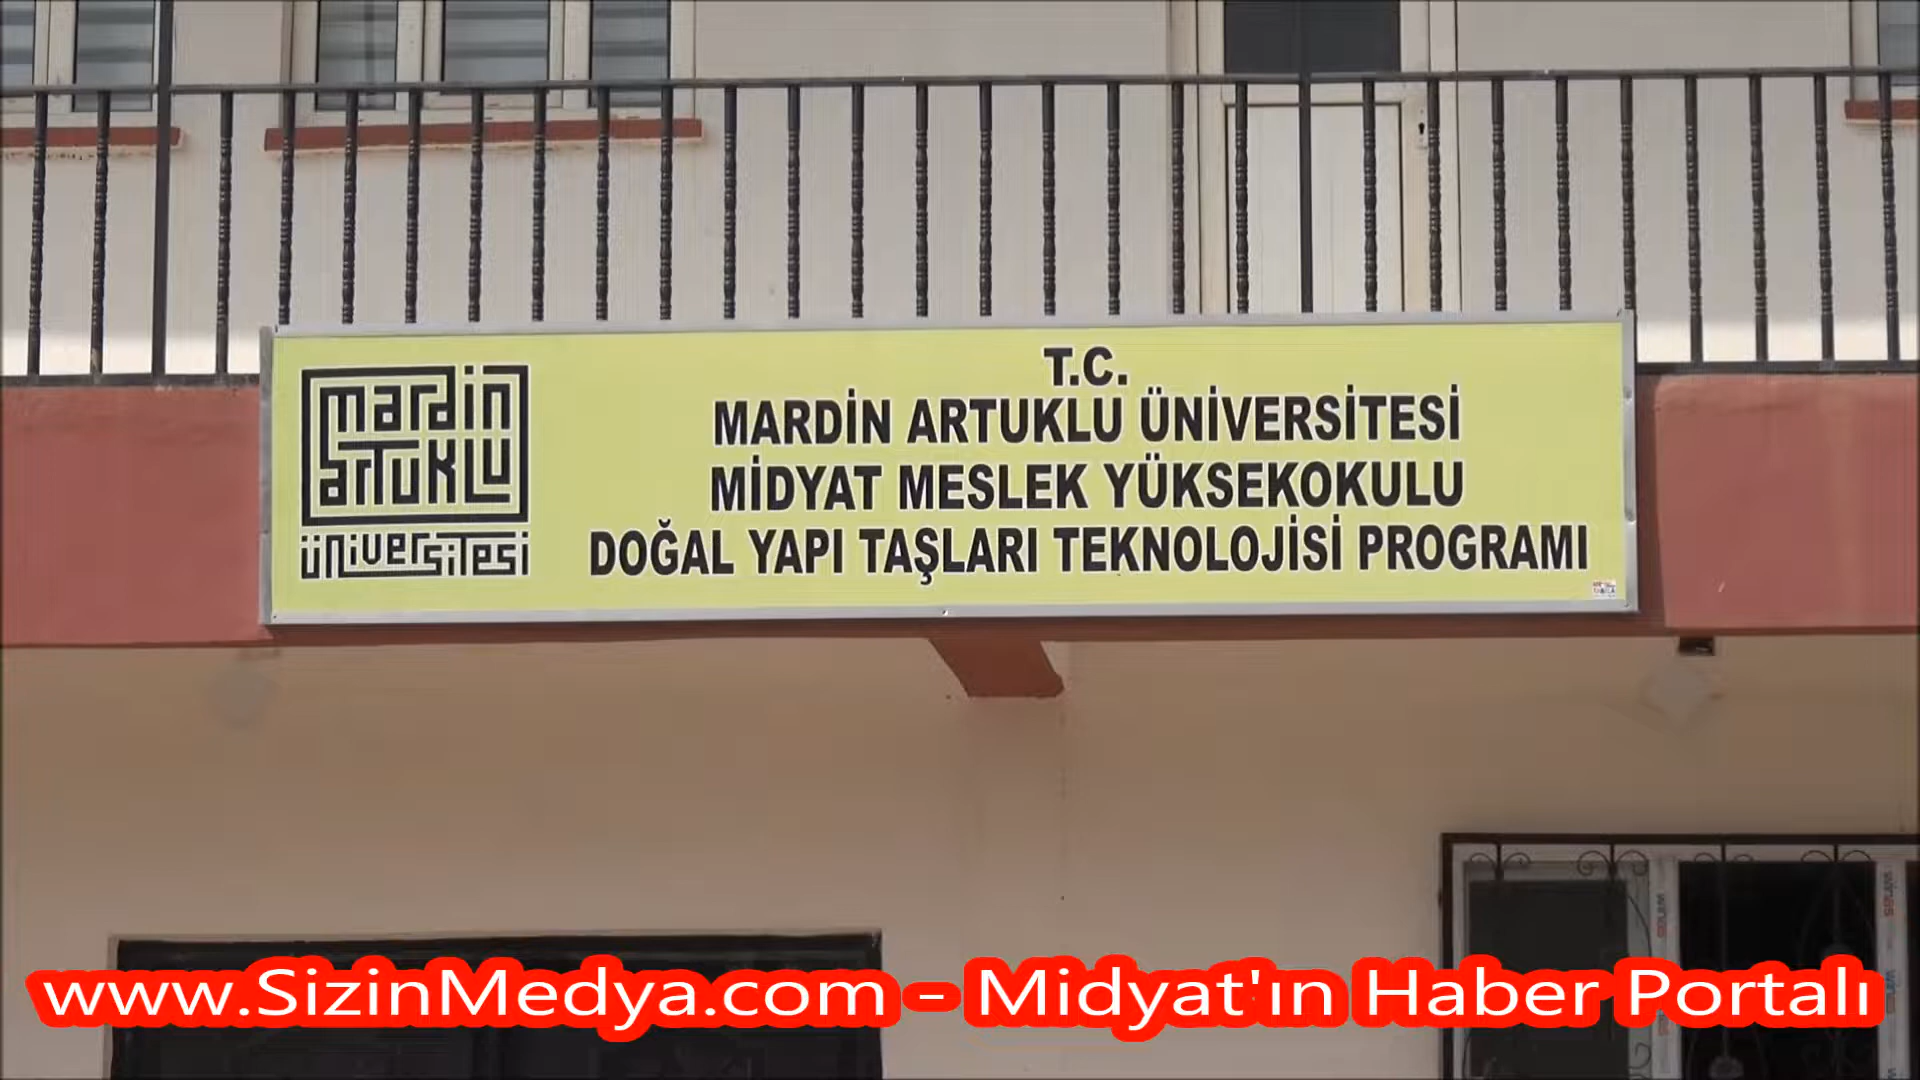 mardin
artuklu
üniversitesi
T.C.
MARDİN ARTUKLU ÜNİVERSİTESİ
MİDYAT MESLEK YÜKSEKOKULU
DOĞAL YAPI TAŞLARI TEKNOLOJİSİ PROGRAMI
www.SizinMedya.com - Midyat'ın Haber Portalı